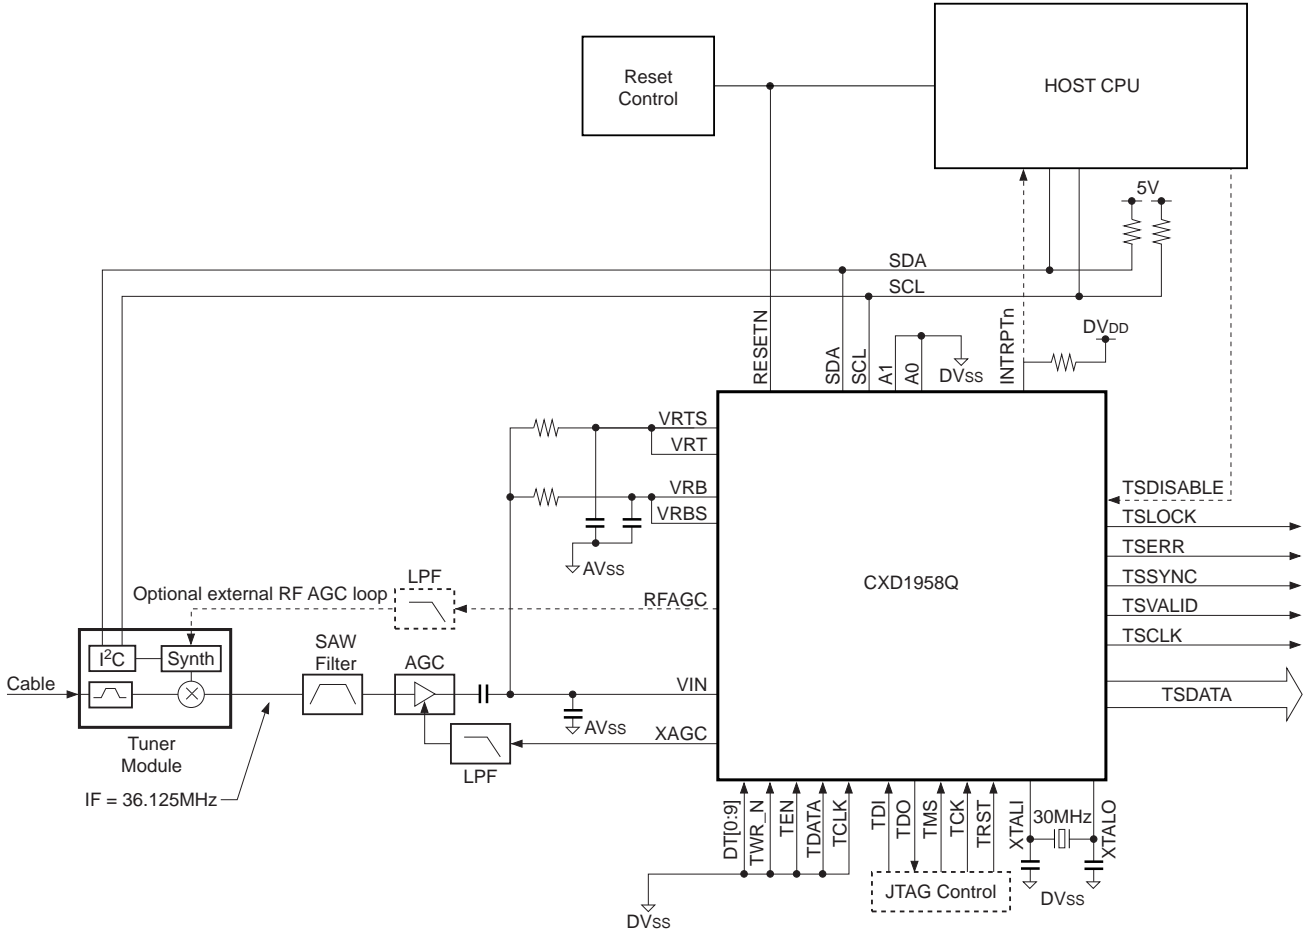 Reset
Control
HOST CPU
5V
SDA
SCL
RESETN
SDA
SCL
A1
A0
DVss
INTRPTn
DVDD
VRTS
VRT
VRB
VRBS
AVss
TSDISABLE
TSLOCK
TSERR
TSSYNC
TSVALID
TSCLK
TSDATA
CXD1958Q
Optional external RF AGC loop
LPF
RFAGC
I2C
Synth
SAW
Filter
AGC
Cable
VIN
AVss
XAGC
LPF
Tuner
Module
IF = 36.125MHz
DT[0:9]
TWR_N
TEN
TDATA
TCLK
TDI
TDO
TMS
TCK
TRST
XTALI
30MHz
XTALO
JTAG Control
DVss
DVss